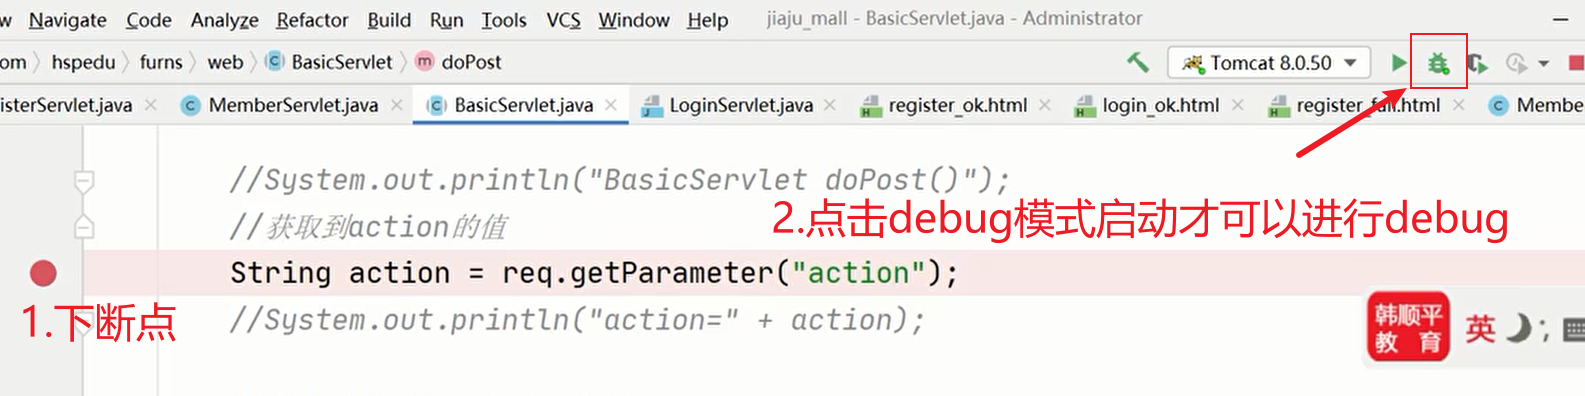 Navigate Code Analyze Refactor Build Run Tools VCS Window Help jiaju_mall - BasicServlet.java - Administrator
om hspedu furns web BasicServlet doPost Tomcat 8.0.50
isterServlet.java MemberServlet.java BasicServlet.java LoginServlet.java register_ok.html login_ok.html register_fail.html Membe
//System.out.println("BasicServlet doPost()");
//获取到action的值
2.点击debug模式启动才可以进行debug
String action = req.getParameter("action");
1.下断点
//System.out.println("action=" + action);
韩顺平
教 育
英